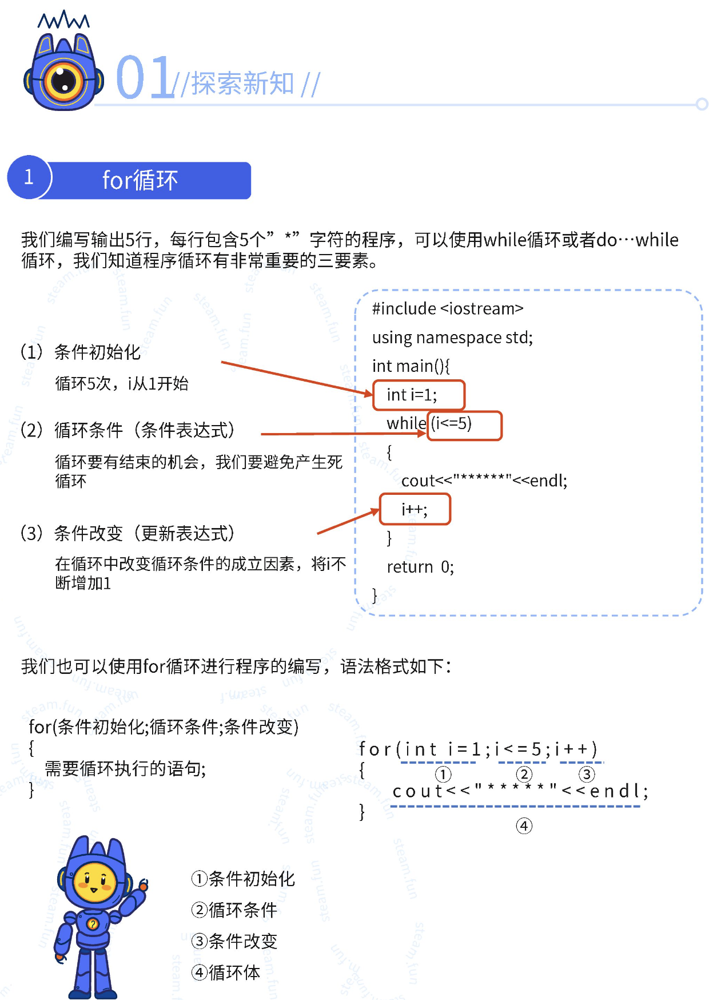 01//探索新知 //
1
for循环
我们编写输出5行，每行包含5个”*”字符的程序，可以使用while循环或者do…while
循环，我们知道程序循环有非常重要的三要素。
#include <iostream>
using namespace std;
int main(){
int i=1;
while(i<=5)
{
cout<<"******"<<endl;
i++;
}
return 0;
}
（1）条件初始化
循环5次，i从1开始
（2）循环条件（条件表达式）
循环要有结束的机会，我们要避免产生死
循环
（3）条件改变（更新表达式）
在循环中改变循环条件的成立因素，将i不
断增加1
我们也可以使用for循环进行程序的编写，语法格式如下：
for(条件初始化;循环条件;条件改变)
{
需要循环执行的语句;
}
for(int i=1;i<=5;i++)
① ② ③
{
cout<<"*****"<<endl;
}
④
①条件初始化
②循环条件
③条件改变
④循环体
?
steam.fun